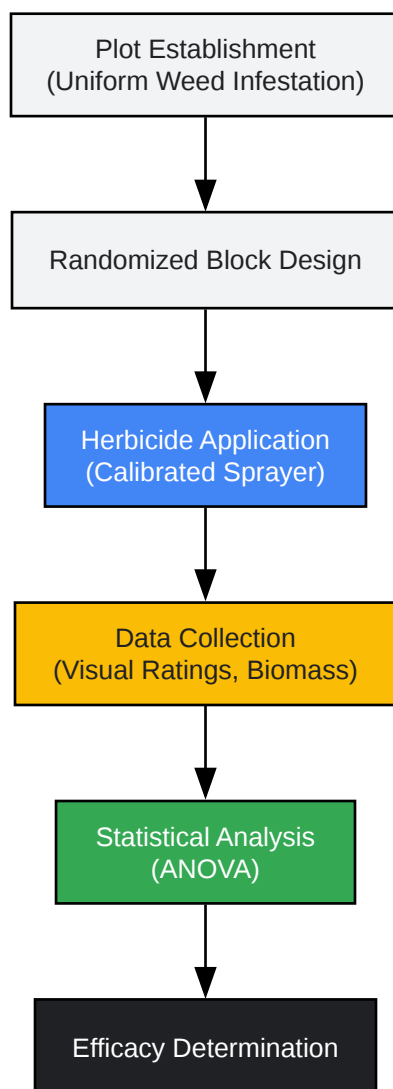 Plot Establishment
(Uniform Weed Infestation)
Randomized Block Design
Herbicide Application
(Calibrated Sprayer)
Data Collection
(Visual Ratings, Biomass)
Statistical Analysis
(ANOVA)
Efficacy Determination